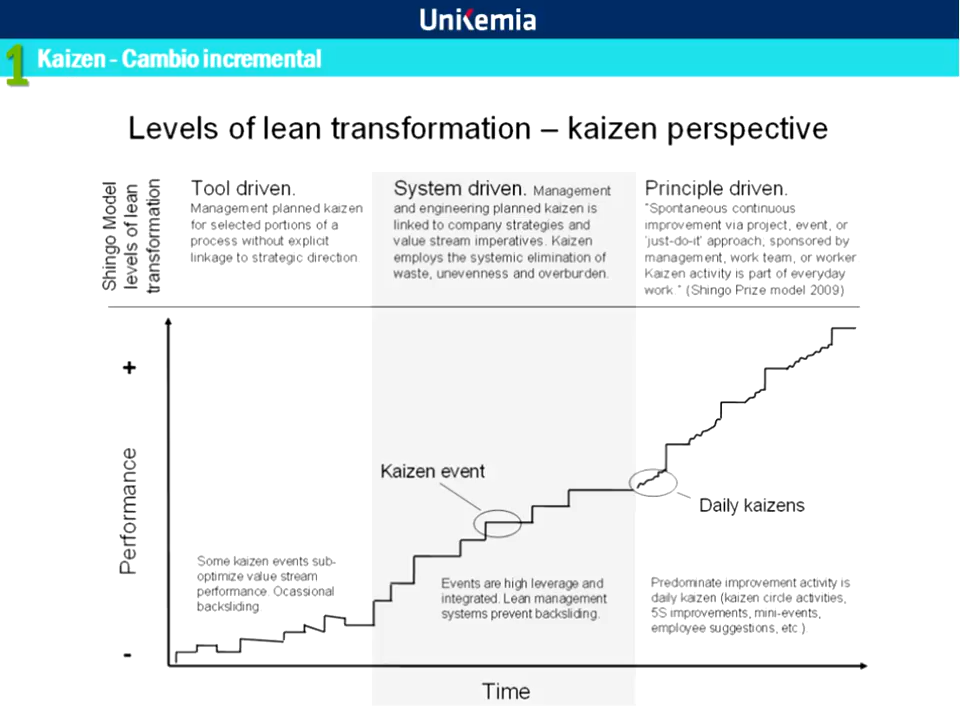 Unikemia
1 Kaizen - Cambio incremental
Levels of lean transformation – kaizen perspective
Shingo Model
levels of lean
transformation
Tool driven.
Management planned kaizen
for selected portions of a
process without explicit
linkage to strategic direction
System driven. Management
and engineering planned kaizen is
linked to company strategies and
value stream imperatives. Kaizen
employs the systemic elimination of
waste, unevenness and overburden.
Principle driven.
"Spontaneous continuous
improvement via project, event, or
'just-do-it' approach, sponsored by
management, work team, or worker
Kaizen activity is part of everyday
work." (Shingo Prize model 2009)
+
Performance
-
Kaizen event
Daily kaizens
Some kaizen events sub-
optimize value stream
performance. Ocassional
backsliding.
Events are high leverage and
integrated. Lean management
systems prevent backsliding.
Predominate improvement activity is
daily kaizen (kaizen circle activities,
5S improvements, mini-events,
employee suggestions, etc.).
Time